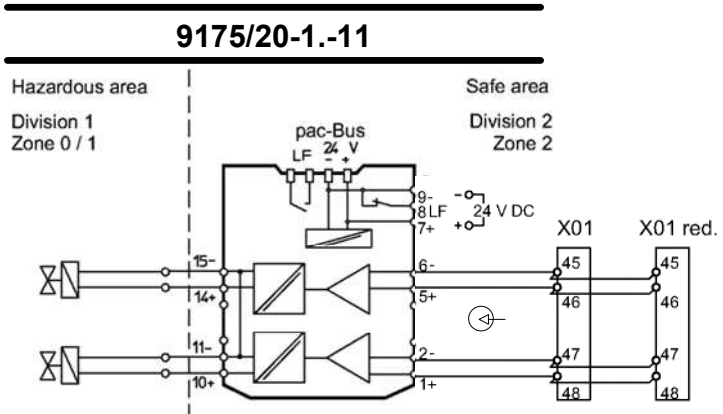 9175/20-1.-11
Hazardous area
Safe area
Division 1
Zone 0 / 1
Division 2
Zone 2
pac-Bus
LF 24 V
- +
9-
8 LF
7+
- 
+
24 V DC
X01
X01 red.
15-
14+
6-
5+
45
46
45
46
11-
10+
2-
1+
47
48
47
48